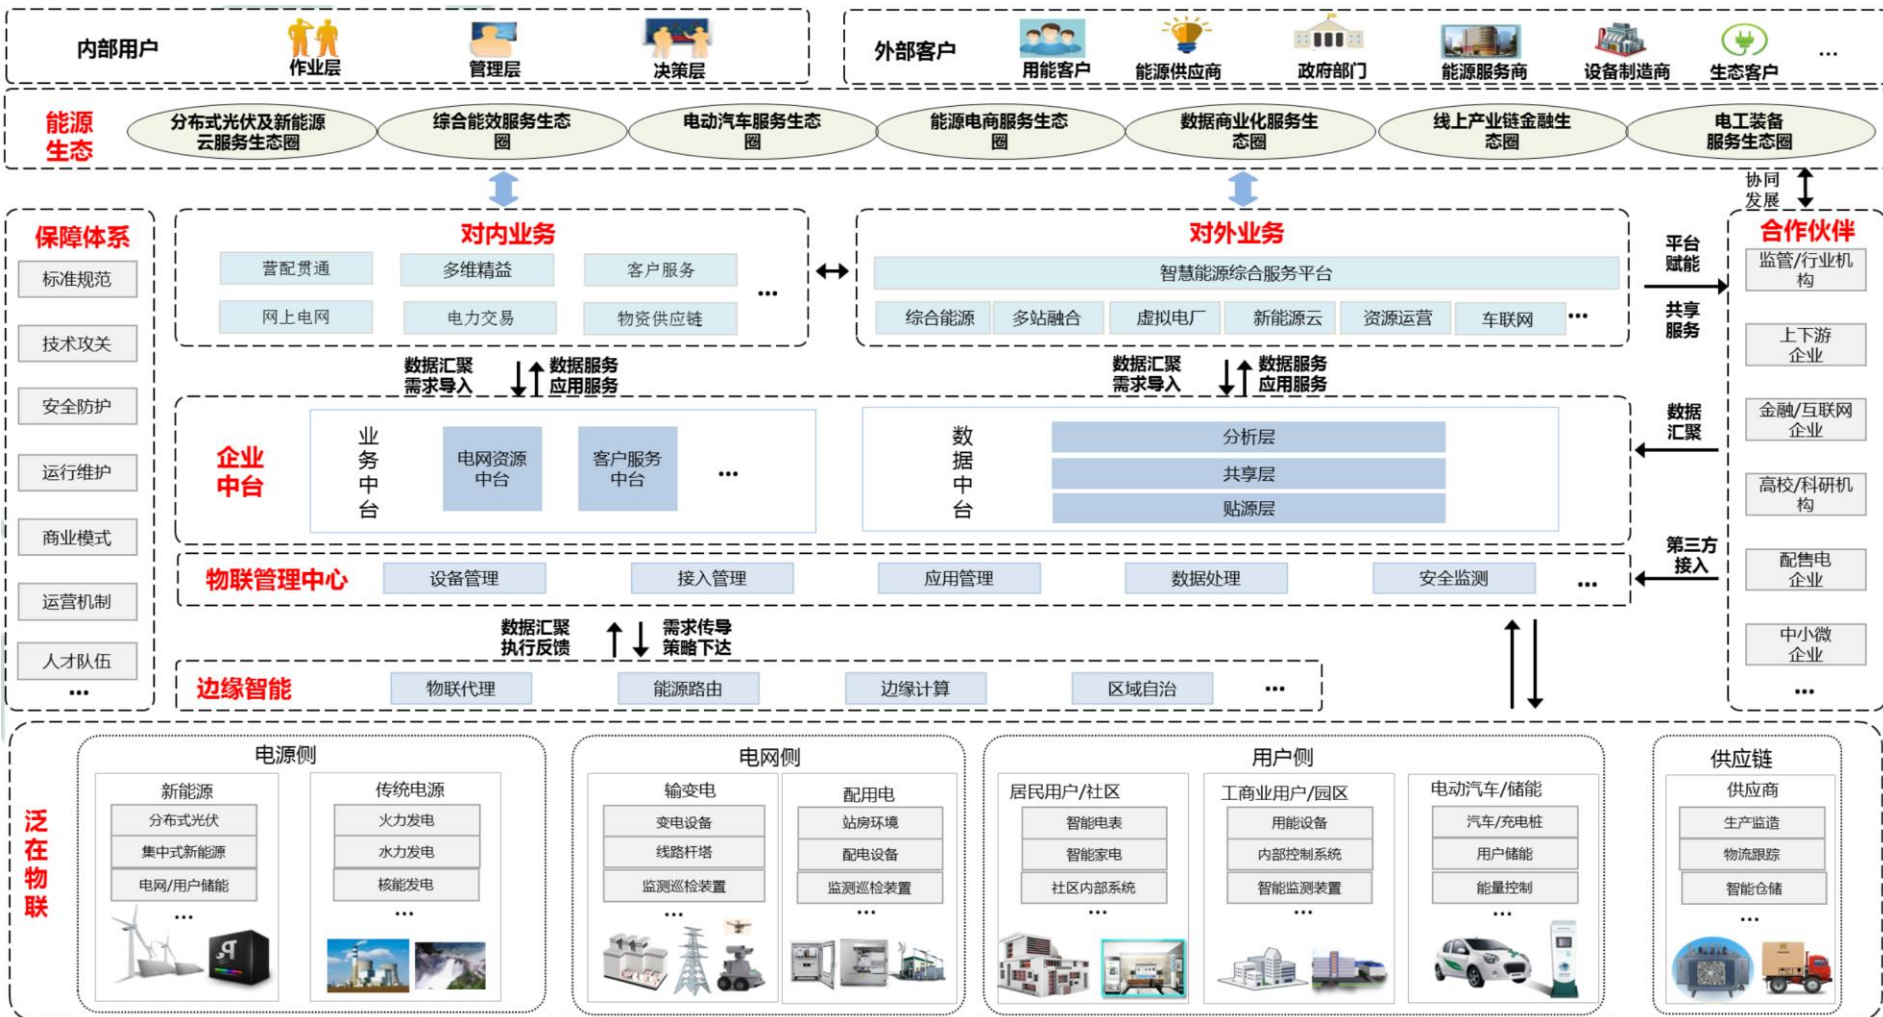 内部用户
作业层
管理层
决策层
外部客户
用能客户
能源供应商
政府部门
能源服务商
设备制造商
生态客户
...
能源
生态
分布式光伏及新能源
云服务生态圈
综合能效服务生态
圈
电动汽车服务生态
圈
能源电商服务生态
圈
数据商业化服务生
态圈
线上产业链金融生
态圈
电工装备
服务生态圈
协同
发展
保障体系
标准规范
技术攻关
安全防护
运行维护
商业模式
运营机制
人才队伍
...
对内业务
营配贯通
多维精益
客户服务
网上电网
电力交易
物资供应链
...
对外业务
智慧能源综合服务平台
综合能源
多站融合
虚拟电厂
新能源云
资源运营
车联网
...
平台
赋能
共享
服务
数据汇聚
需求导入
数据服务
应用服务
数据汇聚
需求导入
数据服务
应用服务
企业
中台
业
务
中
台
电网资源
中台
客户服务
中台
...
数
据
中
台
分析层
共享层
贴源层
数据
汇聚
物联管理中心
设备管理
接入管理
应用管理
数据处理
安全监测
...
第三方
接入
数据汇聚
执行反馈
需求传导
策略下达
边缘智能
物联代理
能源路由
边缘计算
区域自治
...
合作伙伴
监管/行业机
构
上下游
企业
金融/互联网
企业
高校/科研机
构
配售电
企业
中小微
企业
...
泛
在
物
联
电源侧
新能源
分布式光伏
集中式新能源
电网/用户储能
...
传统电源
火力发电
水力发电
核能发电
...
电网侧
输变电
变电设备
线路杆塔
监测巡检装置
...
配用电
站房环境
配电设备
监测巡检装置
...
用户侧
居民用户/社区
智能电表
智能家电
社区内部系统
...
工商业用户/园区
用能设备
内部控制系统
智能监测装置
...
电动汽车/储能
汽车/充电桩
用户储能
能量控制
...
供应链
供应商
生产监造
物流跟踪
智能仓储
...